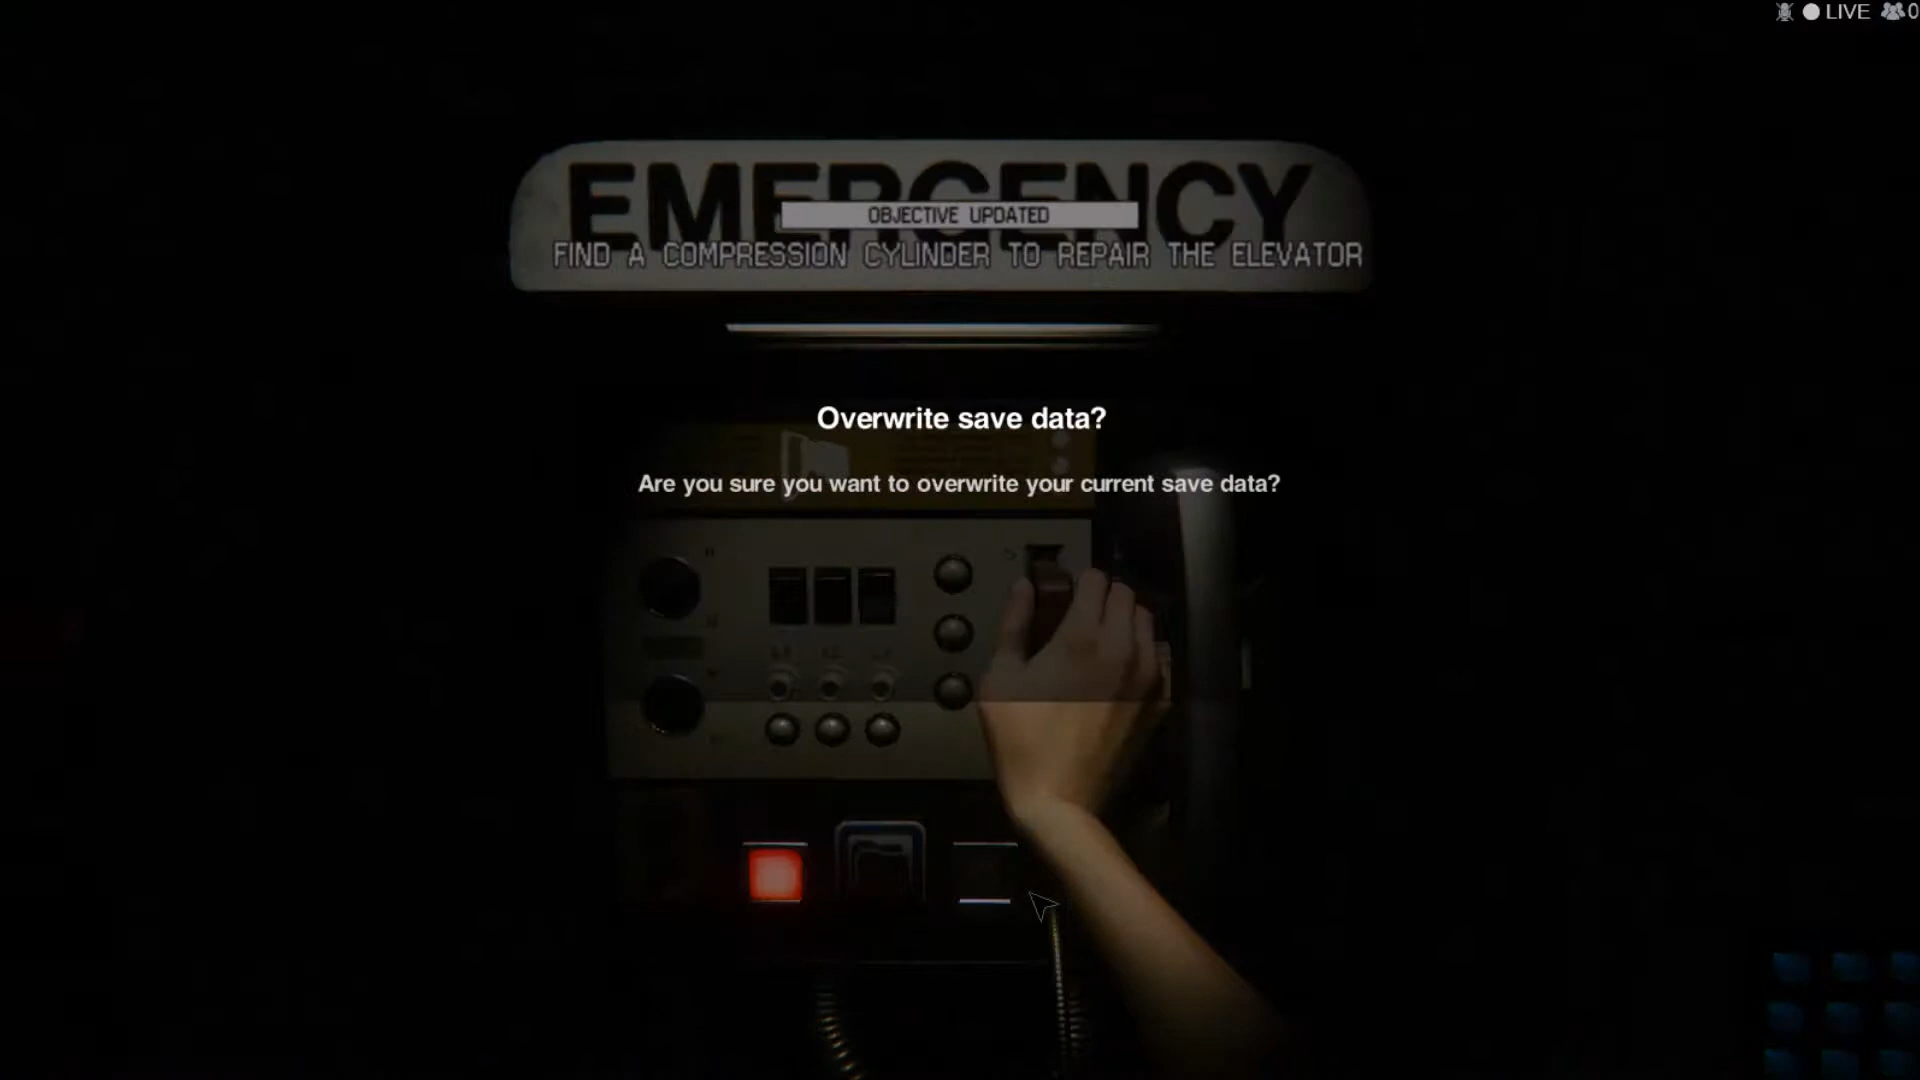 LIVE 0
EMERGENCY
OBJECTIVE UPDATED
FIND A COMPRESSION CYLINDER TO REPAIR THE ELEVATOR
Overwrite save data?
Are you sure you want to overwrite your current save data?